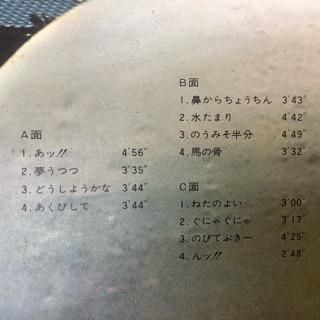 A面
1.あッ!! 4'56"
2.夢うつつ 3'35"
3.どうしようかな 3'44"
4.あくびして 3'44"
B面
1.鼻からちょうちん 3'43"
2.水たまり 4'42"
3.のうみそ半分 4'49"
4.馬の骨 3'32"
C面
1.ねたのよい 3'00"
2.ぐにゃぐにゃ 3'17"
3.のびてぶきー 4'25"
4.んッ!! 2'48"